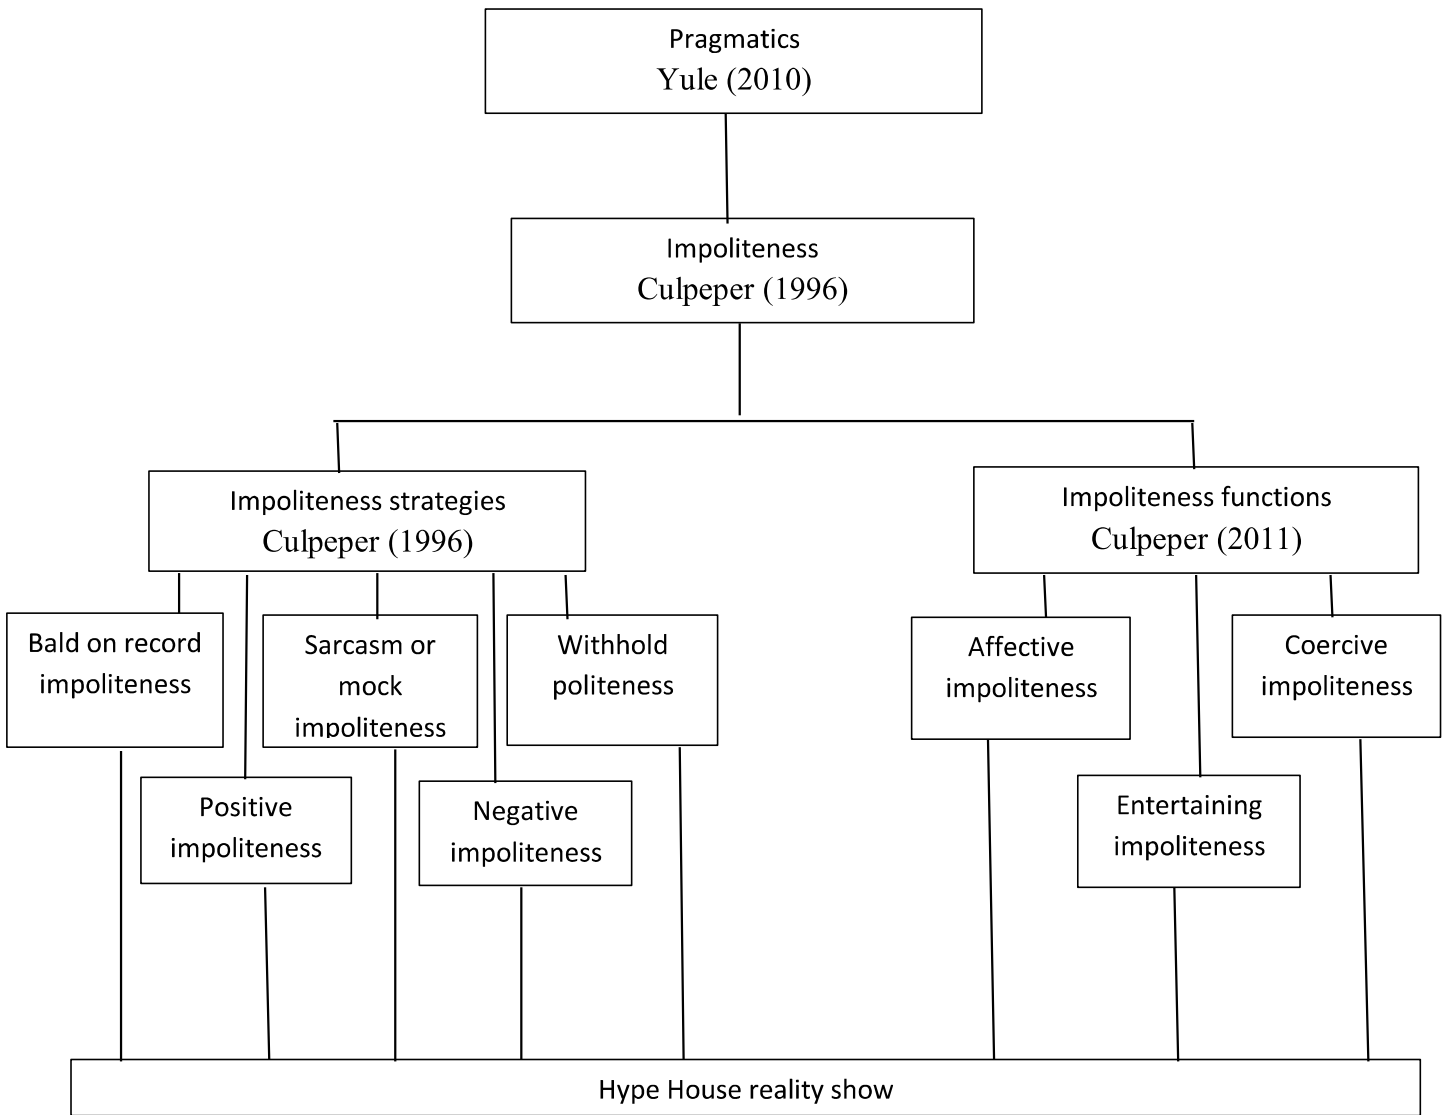 Pragmatics
Yule (2010)
Impoliteness
Culpeper (1996)
Impoliteness strategies
Culpeper (1996)
Impoliteness functions
Culpeper (2011)
Bald on record
impoliteness
Sarcasm or
mock
impoliteness
Withhold
politeness
Affective
impoliteness
Coercive
impoliteness
Positive
impoliteness
Negative
impoliteness
Entertaining
impoliteness
Hype House reality show